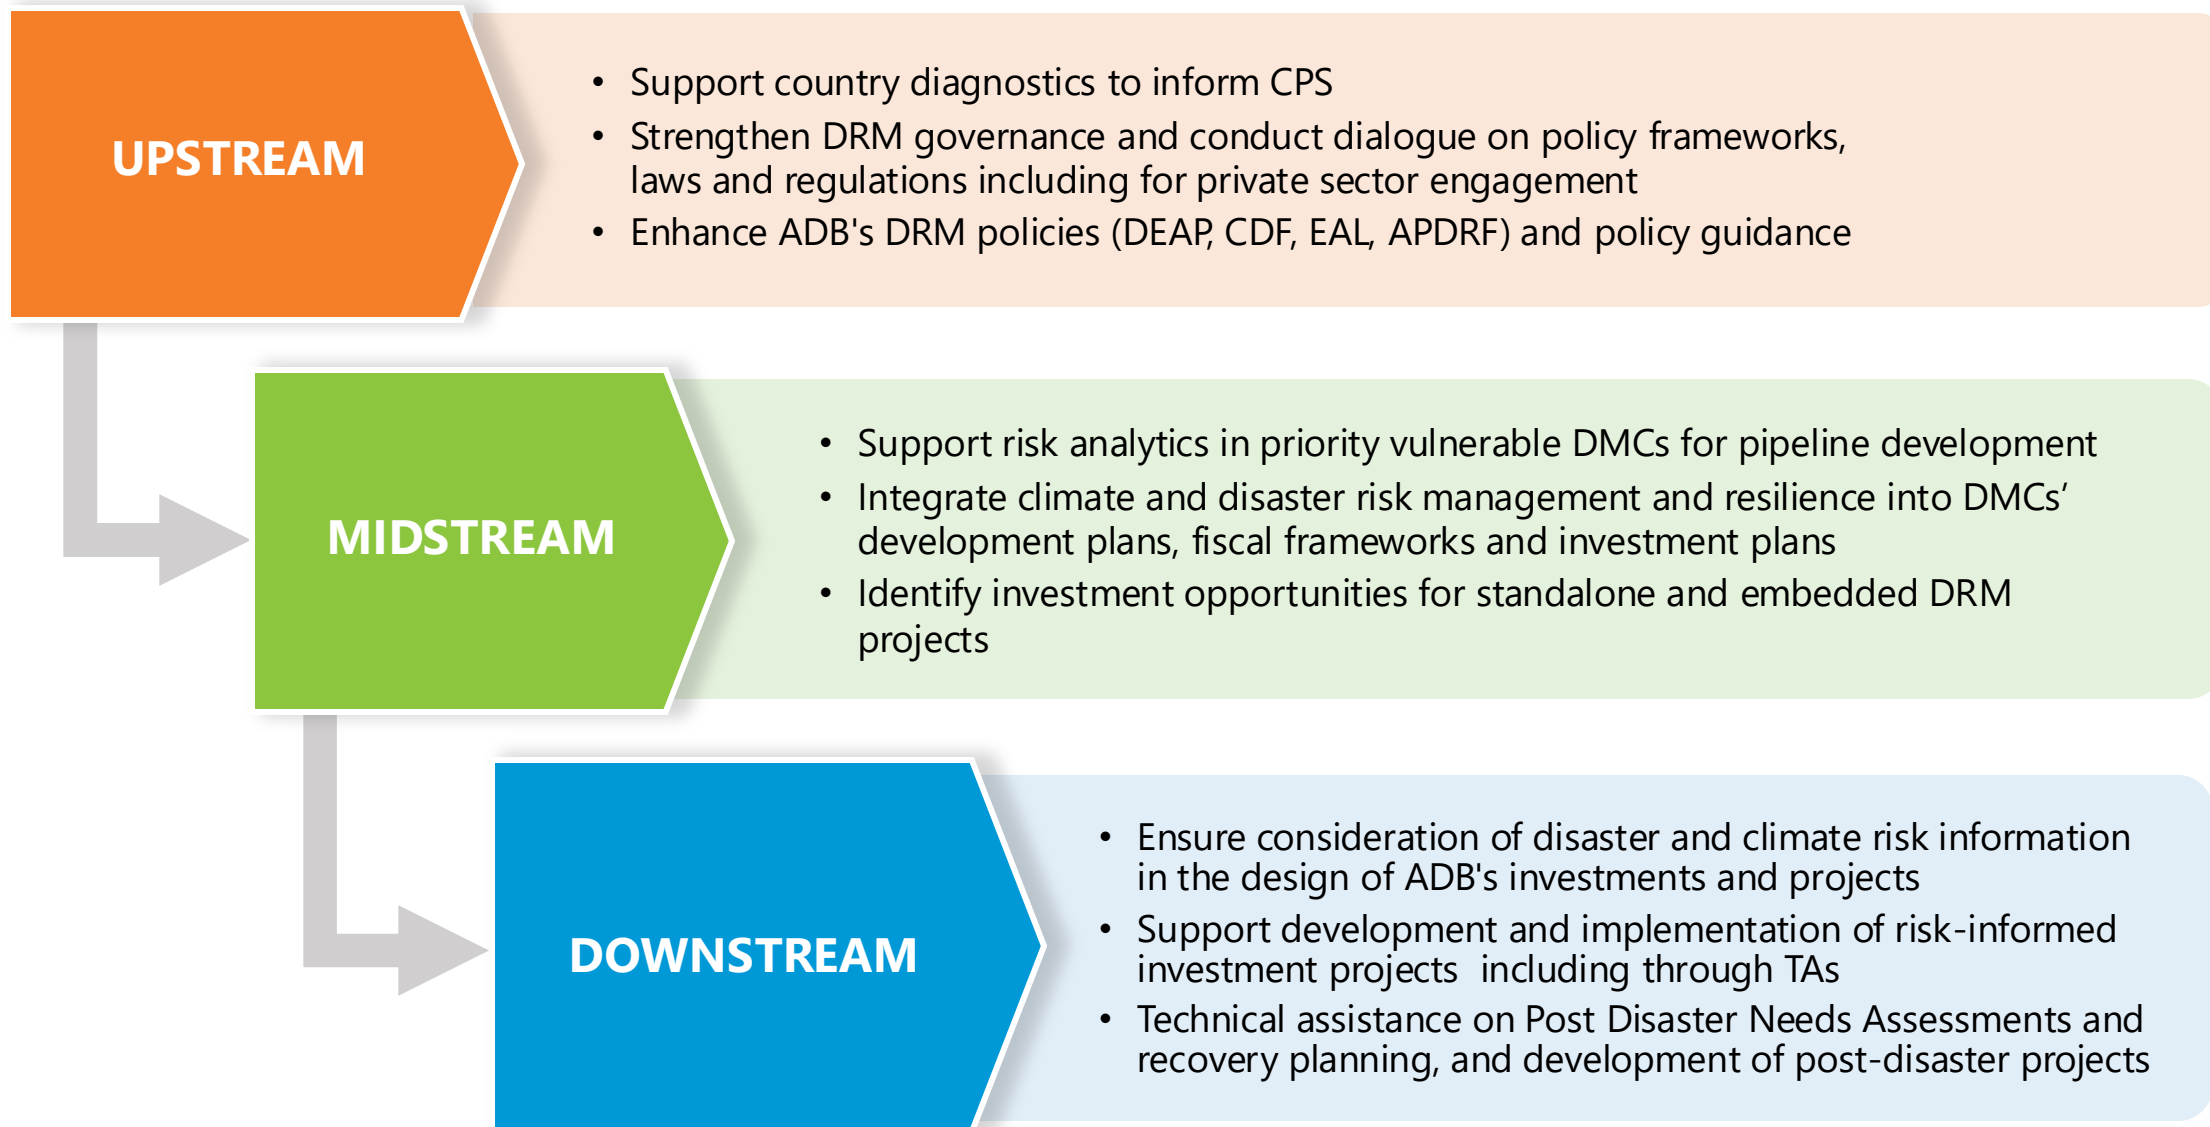 UPSTREAM
• Support country diagnostics to inform CPS
• Strengthen DRM governance and conduct dialogue on policy frameworks,
laws and regulations including for private sector engagement
• Enhance ADB's DRM policies (DEAP, CDF, EAL, APDRF) and policy guidance
MIDSTREAM
• Support risk analytics in priority vulnerable DMCs for pipeline development
• Integrate climate and disaster risk management and resilience into DMCs’
development plans, fiscal frameworks and investment plans
• Identify investment opportunities for standalone and embedded DRM
projects
DOWNSTREAM
• Ensure consideration of disaster and climate risk information
in the design of ADB's investments and projects
• Support development and implementation of risk-informed
investment projects  including through TAs
• Technical assistance on Post Disaster Needs Assessments and
recovery planning, and development of post-disaster projects